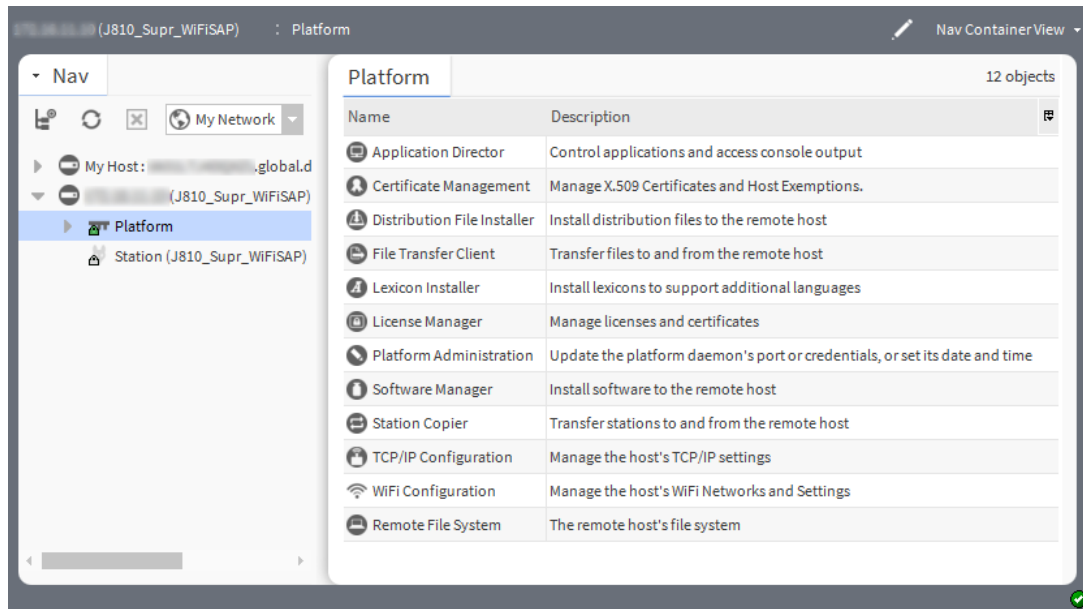 (J810_Supr_WiFiSAP) : Platform
Nav Container View
Nav
My Network
My Host :
.global.d
(J810_Supr_WiFiSAP)
Platform
Station (J810_Supr_WiFiSAP)
Platform
12 objects
Name Description
Application Director Control applications and access console output
Certificate Management Manage X.509 Certificates and Host Exemptions.
Distribution File Installer Install distribution files to the remote host
File Transfer Client Transfer files to and from the remote host
Lexicon Installer Install lexicons to support additional languages
License Manager Manage licenses and certificates
Platform Administration Update the platform daemon's port or credentials, or set its date and time
Software Manager Install software to the remote host
Station Copier Transfer stations to and from the remote host
TCP/IP Configuration Manage the host's TCP/IP settings
WiFi Configuration Manage the host's WiFi Networks and Settings
Remote File System The remote host's file system